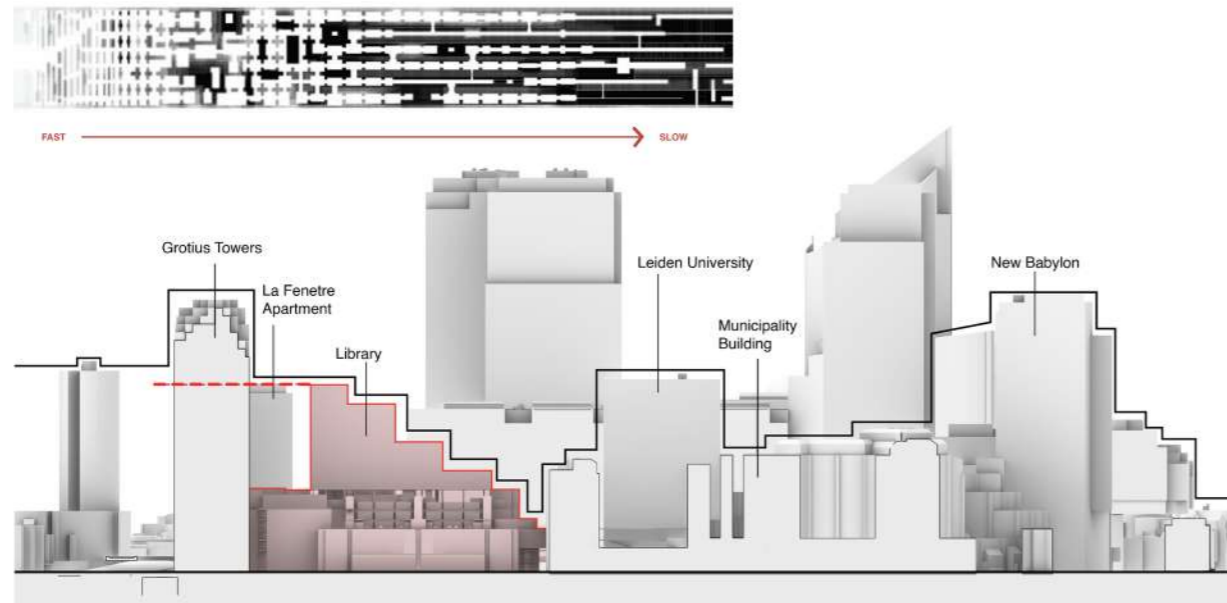 FAST
SLOW
Grotius Towers
La Fenetre
Apartment
Library
Leiden University
Municipality
Building
New Babylon